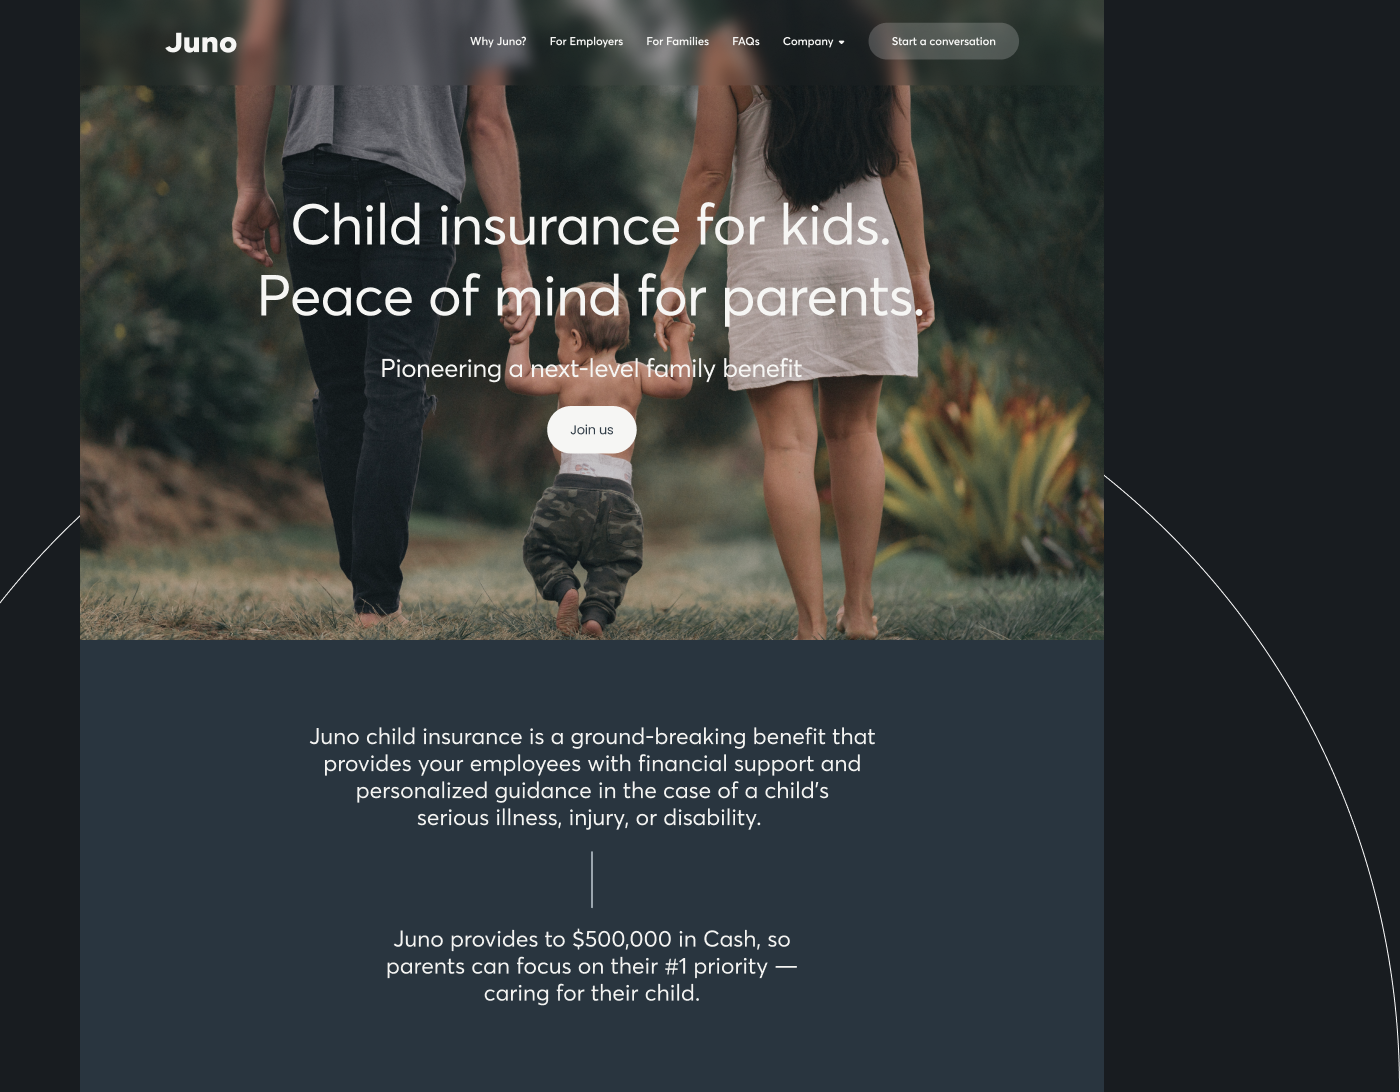 Juno
Why Juno?
For Employers
For Families
FAQs
Company
Start a conversation
Child insurance for kids.
Peace of mind for parents.
Pioneering a next-level family benefit
Join us
Juno child insurance is a ground-breaking benefit that
provides your employees with financial support and
personalized guidance in the case of a child's
serious illness, injury, or disability.
Juno provides to $500,000 in Cash, so
parents can focus on their #1 priority —
caring for their child.